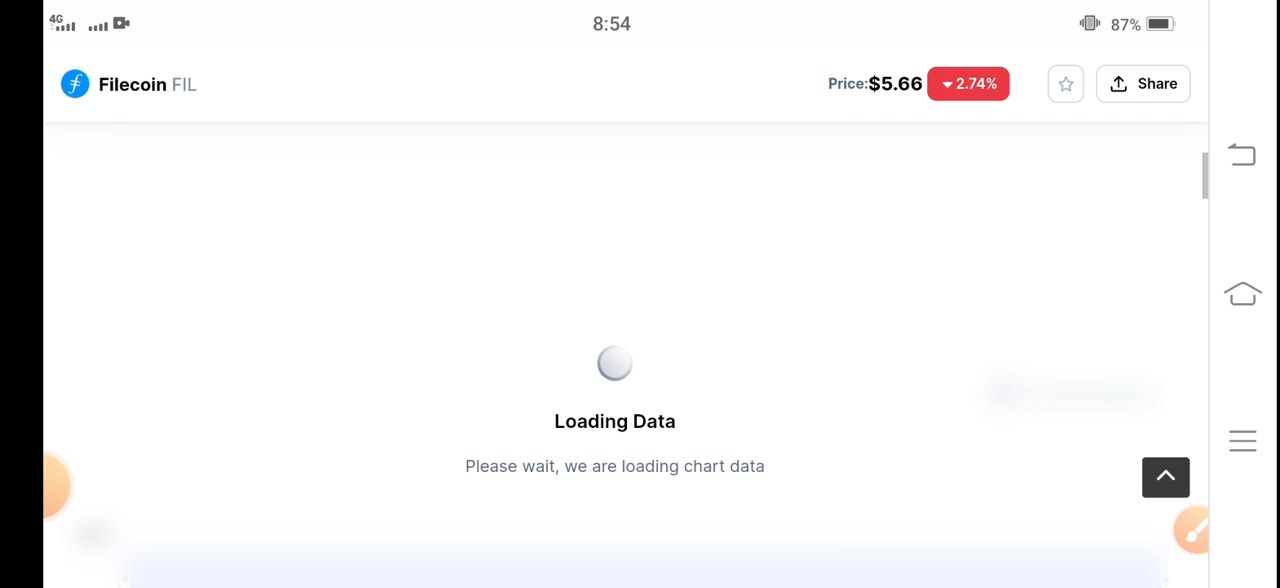 4G 8:54 87%
Filecoin FIL Price:$5.66 2.74% Share
Loading Data
Please wait, we are loading chart data